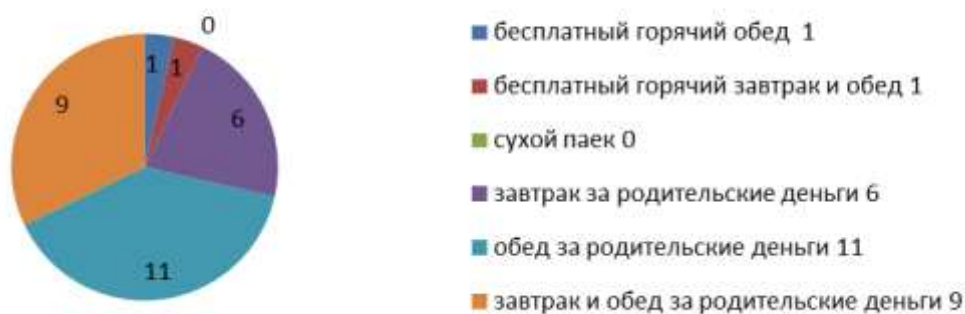 0
1
1
6
9
11
бесплатный горячий обед 1
бесплатный горячий завтрак и обед 1
сухой паек 0
завтрак за родительские деньги 6
обед за родительские деньги 11
завтрак и обед за родительские деньги 9